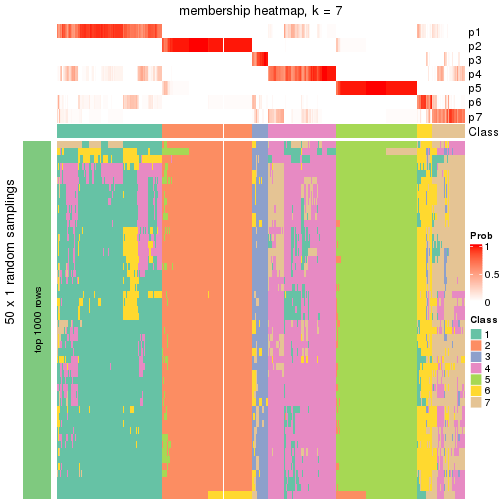 membership heatmap, k = 7
p1
p2
p3
p4
p5
p6
p7
Class
50 x 1 random samplings
top 1000 rows
Prob
1
0.5
0
Class
1
2
3
4
5
6
7